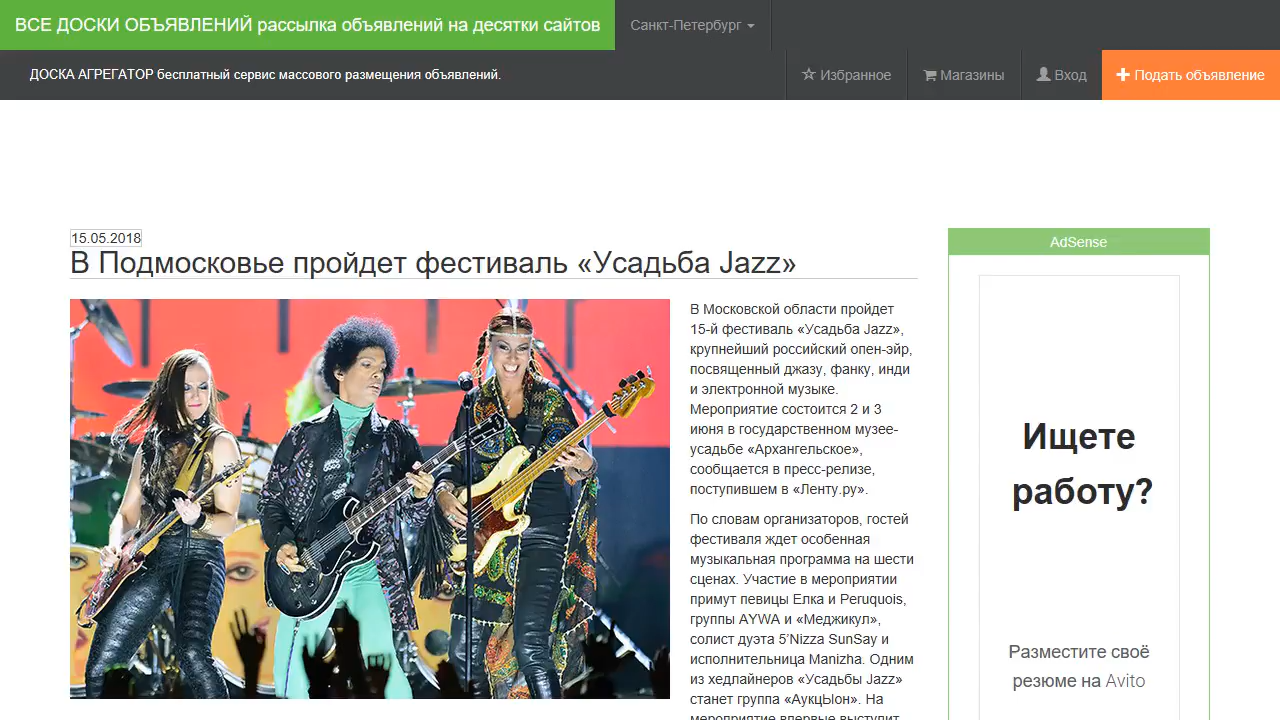 ВСЕ ДОСКИ ОБЪЯВЛЕНИЙ рассылка объявлений на десятки сайтов
Санкт-Петербург
ДОСКА АГРЕГАТОР бесплатный сервис массового размещения объявлений.
Избранное
Магазины
Вход
Подать объявление
15.05.2018
В Подмосковье пройдет фестиваль «Усадьба Jazz»
В Московской области пройдет
15-й фестиваль «Усадьба Jazz»,
крупнейший российский опен-эйр,
посвященный джазу, фанку, инди
и электронной музыке.
Мероприятие состоится 2 и 3
июня в государственном музее-
усадьбе «Архангельское»,
сообщается в пресс-релизе,
поступившем в «Ленту.ру».
По словам организаторов, гостей
фестиваля ждет особенная
музыкальная программа на шести
сценах. Участие в мероприятии
примут певицы Елка и Peruquois,
группы AYWA и «Меджикул»,
солист дуэта 5’Nizza SunSay и
исполнительница Manizha. Одним
из хедлайнеров «Усадьбы Jazz»
станет группа «АукцЫон». На
мероприятие впервые выступит
AdSense
Ищете
работу?
Разместите своё
резюме на Avito